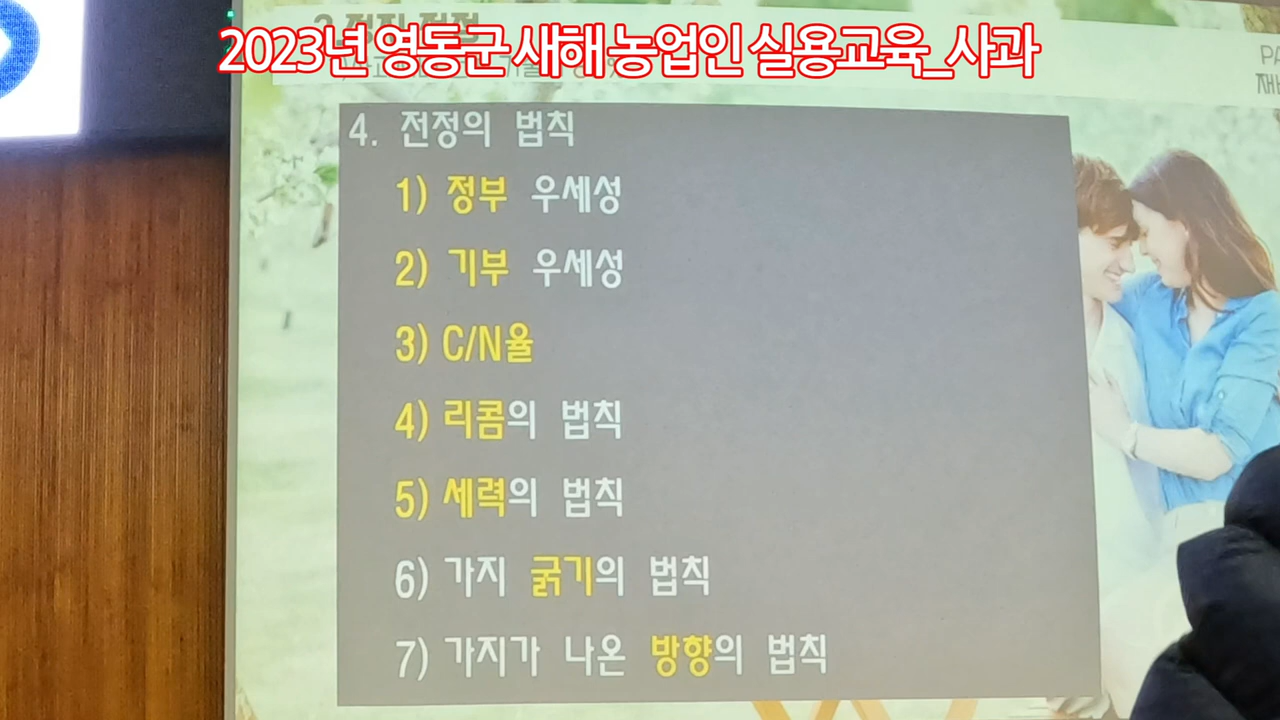 2023년 영동군 새해 농업인 실용교육_사과
4. 전정의 법칙
1) 정부 우세성
2) 기부 우세성
3) C/N율
4) 리콤의 법칙
5) 세력의 법칙
6) 가지 굵기의 법칙
7) 가지가 나온 방향의 법칙